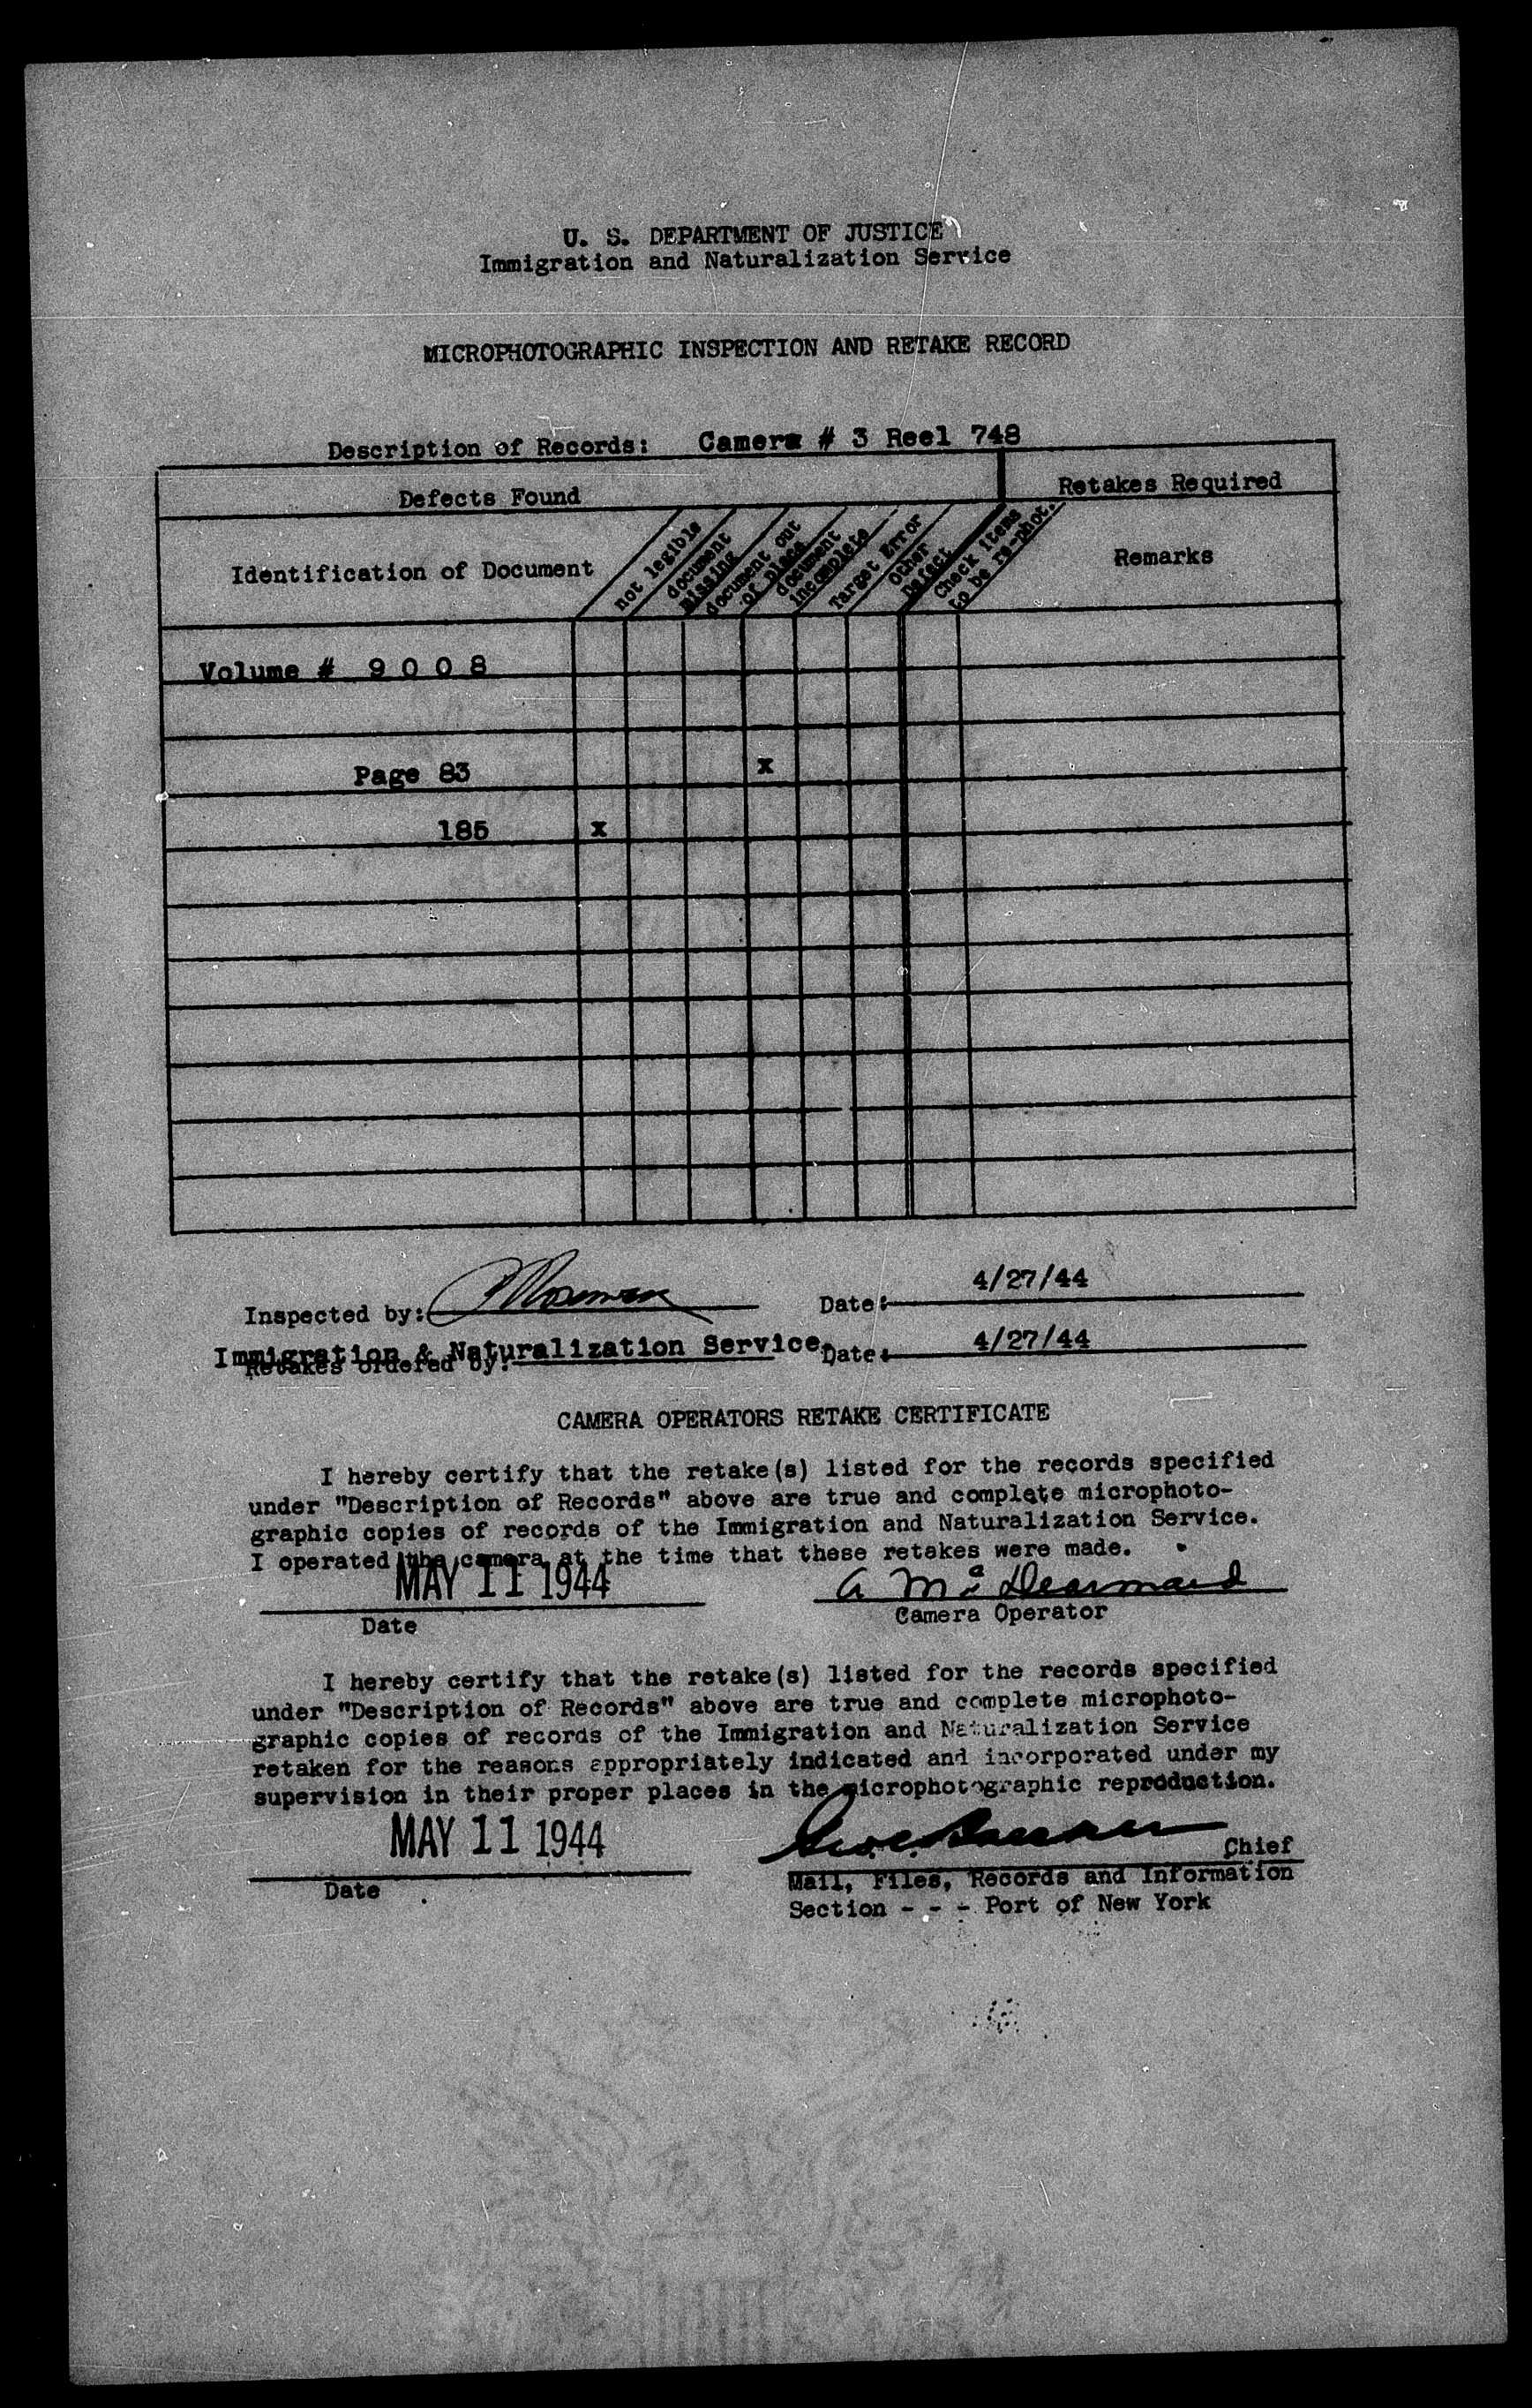 U. S. DEPARTMENT OF JUSTICE
Immigration and Naturalization Service
MICROPHOTOGRAPHIC INSPECTION AND RETAKE RECORD
Description of Records: Camera # 3 Reel 748
Defects Found
Retakes Required
Identification of Document
not legible
document
missing
document out
of place
document
incomplete
Target Error
Other
Defect
Check items
to be re-phot.
Remarks
Volume # 9 0 0 8
Page 83 x
185 x
Inspected by: Date: 4/27/44
Immigration & Naturalization Service.
Retakes ordered by: Date: 4/27/44
CAMERA OPERATORS RETAKE CERTIFICATE
I hereby certify that the retake(s) listed for the records specified
under "Description of Records" above are true and complete microphoto-
graphic copies of records of the Immigration and Naturalization Service.
I operated the camera at the time that these retakes were made.
MAY 11 1944
Date
Camera Operator
I hereby certify that the retake(s) listed for the records specified
under "Description of Records" above are true and complete microphoto-
graphic copies of records of the Immigration and Naturalization Service
retaken for the reasons appropriately indicated and incorporated under my
supervision in their proper places in the microphotographic reproduction.
MAY 11 1944
Date
Chief
Mail, Files, Records and Information
Section - - - Port of New York